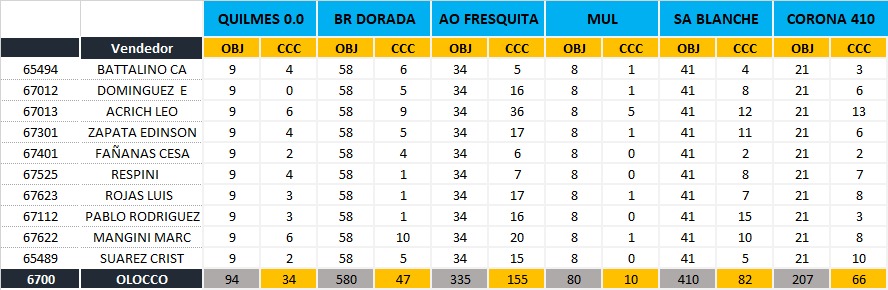 QUILMES 0.0 BR DORADA AO FRESQUITA MUL SA BLANCHE CORONA 410
Vendedor OBJ CCC OBJ CCC OBJ CCC OBJ CCC OBJ CCC OBJ CCC
65494 BATTALINO CA 9 4 58 6 34 5 8 1 41 4 21 3
67012 DOMINGUEZ E 9 0 58 5 34 16 8 1 41 8 21 6
67013 ACRICH LEO 9 6 58 9 34 36 8 5 41 12 21 13
67301 ZAPATA EDINSON 9 4 58 5 34 17 8 1 41 11 21 6
67401 FAÑANAS CESA 9 2 58 4 34 6 8 0 41 2 21 2
67525 RESPINI 9 4 58 1 34 7 8 0 41 8 21 7
67623 ROJAS LUIS 9 3 58 1 34 17 8 1 41 7 21 8
67112 PABLO RODRIGUEZ 9 3 58 1 34 16 8 0 41 15 21 3
67622 MANGINI MARC 9 6 58 10 34 20 8 1 41 10 21 8
65489 SUAREZ CRIST 9 2 58 5 34 15 8 0 41 5 21 10
6700 OLOCCO 94 34 580 47 335 155 80 10 410 82 207 66